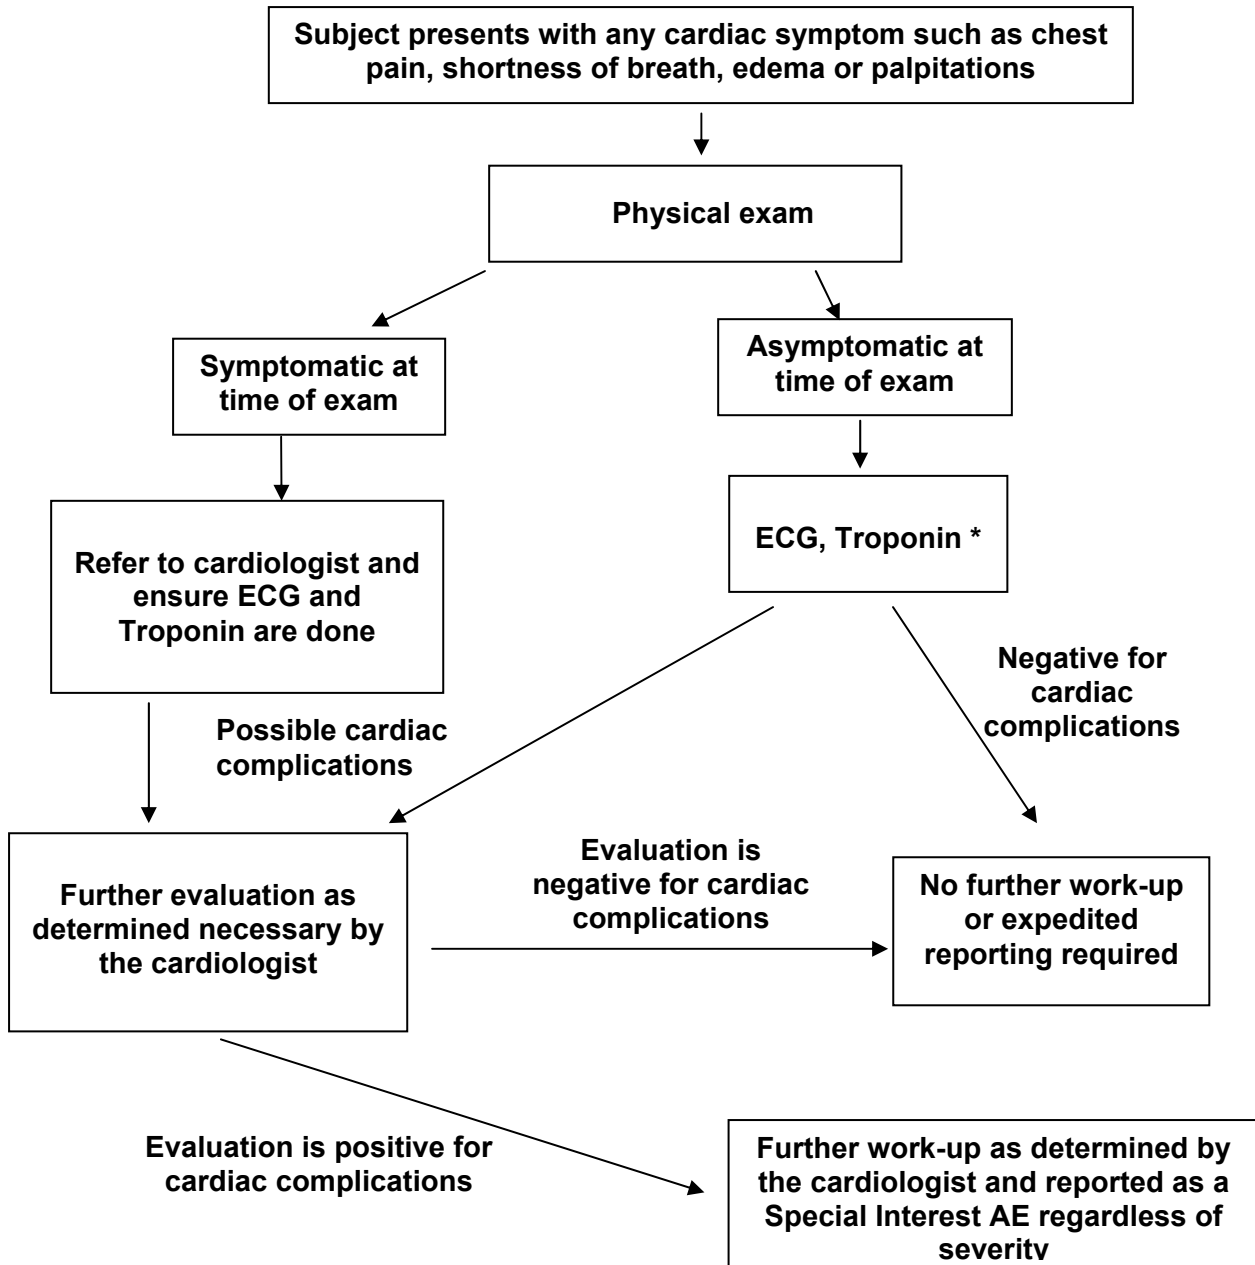 Subject presents with any cardiac symptom such as chest
pain, shortness of breath, edema or palpitations
Physical exam
Symptomatic at
time of exam
Asymptomatic at
time of exam
Refer to cardiologist and
ensure ECG and
Troponin are done
ECG, Troponin *
Possible cardiac
complications
Negative for
cardiac
complications
Further evaluation as
determined necessary by
the cardiologist
Evaluation is
negative for cardiac
complications
No further work-up
or expedited
reporting required
Evaluation is positive for
cardiac complications
Further work-up as determined by
the cardiologist and reported as a
Special Interest AE regardless of
severity